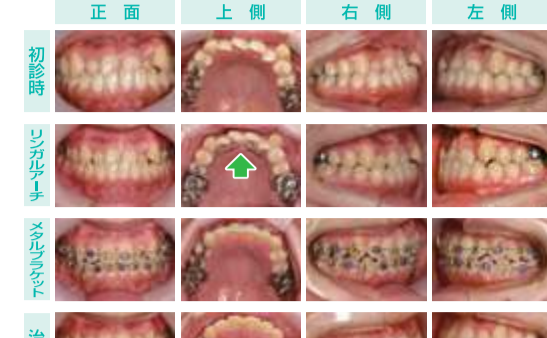 正面
上側
右側
左側
初診時
リンガルアーチ
メタルブラケット
治